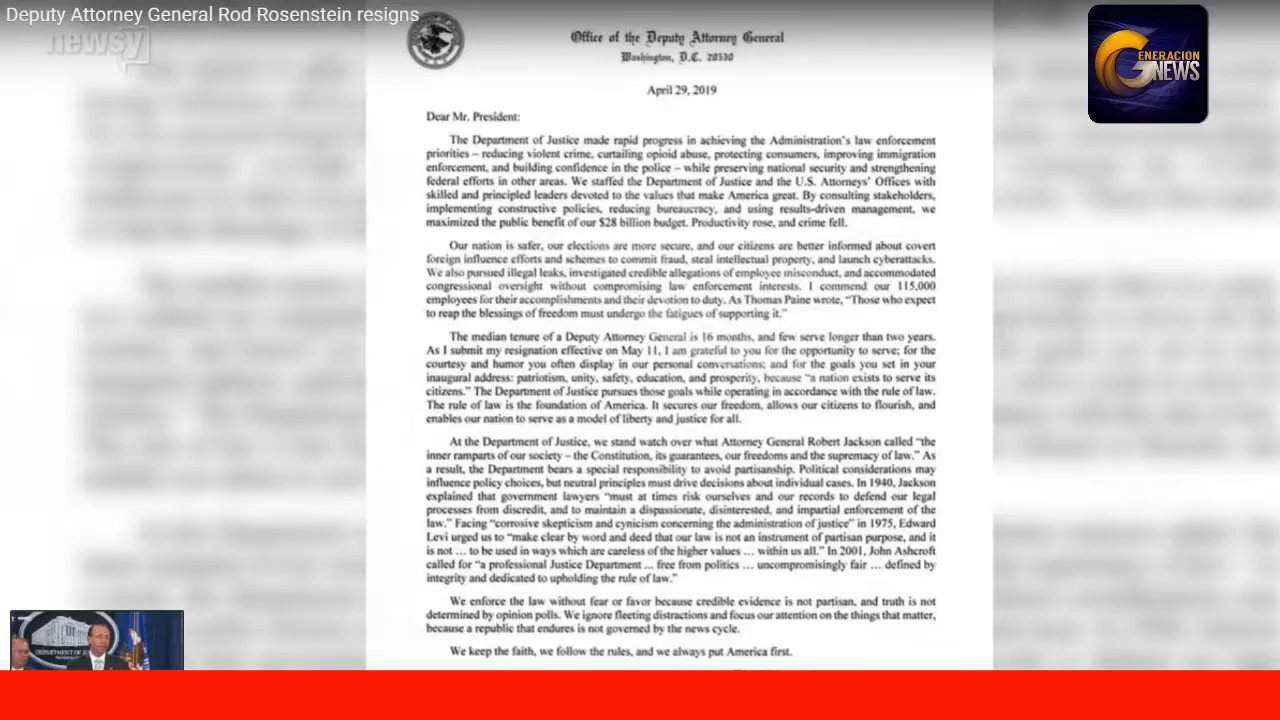 Deputy Attorney General Rod Rosenstein resigns
newsy
GENERACION
NEWS
Office of the Deputy Attorney General
Washington, D.C. 20530
April 29, 2019
Dear Mr. President:
The Department of Justice made rapid progress in achieving the Administration's law enforcement
priorities – reducing violent crime, curtailing opioid abuse, protecting consumers, improving immigration
enforcement, and building confidence in the police – while preserving national security and strengthening
federal efforts in other areas. We staffed the Department of Justice and the U.S. Attorneys' Offices with
skilled and principled leaders devoted to the values that make America great. By consulting stakeholders,
implementing constructive policies, reducing bureaucracy, and using results-driven management, we
maximized the public benefit of our $28 billion budget. Productivity rose, and crime fell.
Our nation is safer, our elections are more secure, and our citizens are better informed about covert
foreign influence efforts and schemes to commit fraud, steal intellectual property, and launch cyberattacks.
We also pursued illegal leaks, investigated credible allegations of employee misconduct, and accommodated
congressional oversight without compromising law enforcement interests. I commend our 115,000
employees for their accomplishments and their devotion to duty. As Thomas Paine wrote, "Those who expect
to reap the blessings of freedom must undergo the fatigues of supporting it."
The median tenure of a Deputy Attorney General is 16 months, and few serve longer than two years.
As I submit my resignation effective on May 11, I am grateful to you for the opportunity to serve; for the
courtesy and humor you often display in our personal conversations; and for the goals you set in your
inaugural address: patriotism, unity, safety, education, and prosperity, because "a nation exists to serve its
citizens." The Department of Justice pursues those goals while operating in accordance with the rule of law.
The rule of law is the foundation of America. It secures our freedom, allows our citizens to flourish, and
enables our nation to serve as a model of liberty and justice for all.
At the Department of Justice, we stand watch over what Attorney General Robert Jackson called "the
inner ramparts of our society – the Constitution, its guarantees, our freedoms and the supremacy of law." As
a result, the Department bears a special responsibility to avoid partisanship. Political considerations may
influence policy choices, but neutral principles must drive decisions about individual cases. In 1940, Jackson
explained that government lawyers "must at times risk ourselves and our records to defend our legal
processes from discredit, and to maintain a dispassionate, disinterested, and impartial enforcement of the
law." Facing "corrosive skepticism and cynicism concerning the administration of justice" in 1975, Edward
Levi urged us to "make clear by word and deed that our law is not an instrument of partisan purpose, and it
is not ... to be used in ways which are careless of the higher values ... within us all." In 2001, John Ashcroft
called for "a professional Justice Department ... free from politics ... uncompromisingly fair ... defined by
integrity and dedicated to upholding the rule of law."
We enforce the law without fear or favor because credible evidence is not partisan, and truth is not
determined by opinion polls. We ignore fleeting distractions and focus our attention on the things that matter,
because a republic that endures is not governed by the news cycle.
We keep the faith, we follow the rules, and we always put America first.